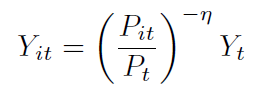 $Y_{it} = \left( \frac{P_{it}}{P_t} \right)^{-\eta} Y_t$